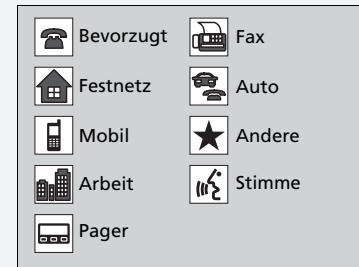 Bevorzugt
Fax
Festnetz
Auto
Mobil
Andere
Arbeit
Stimme
Pager